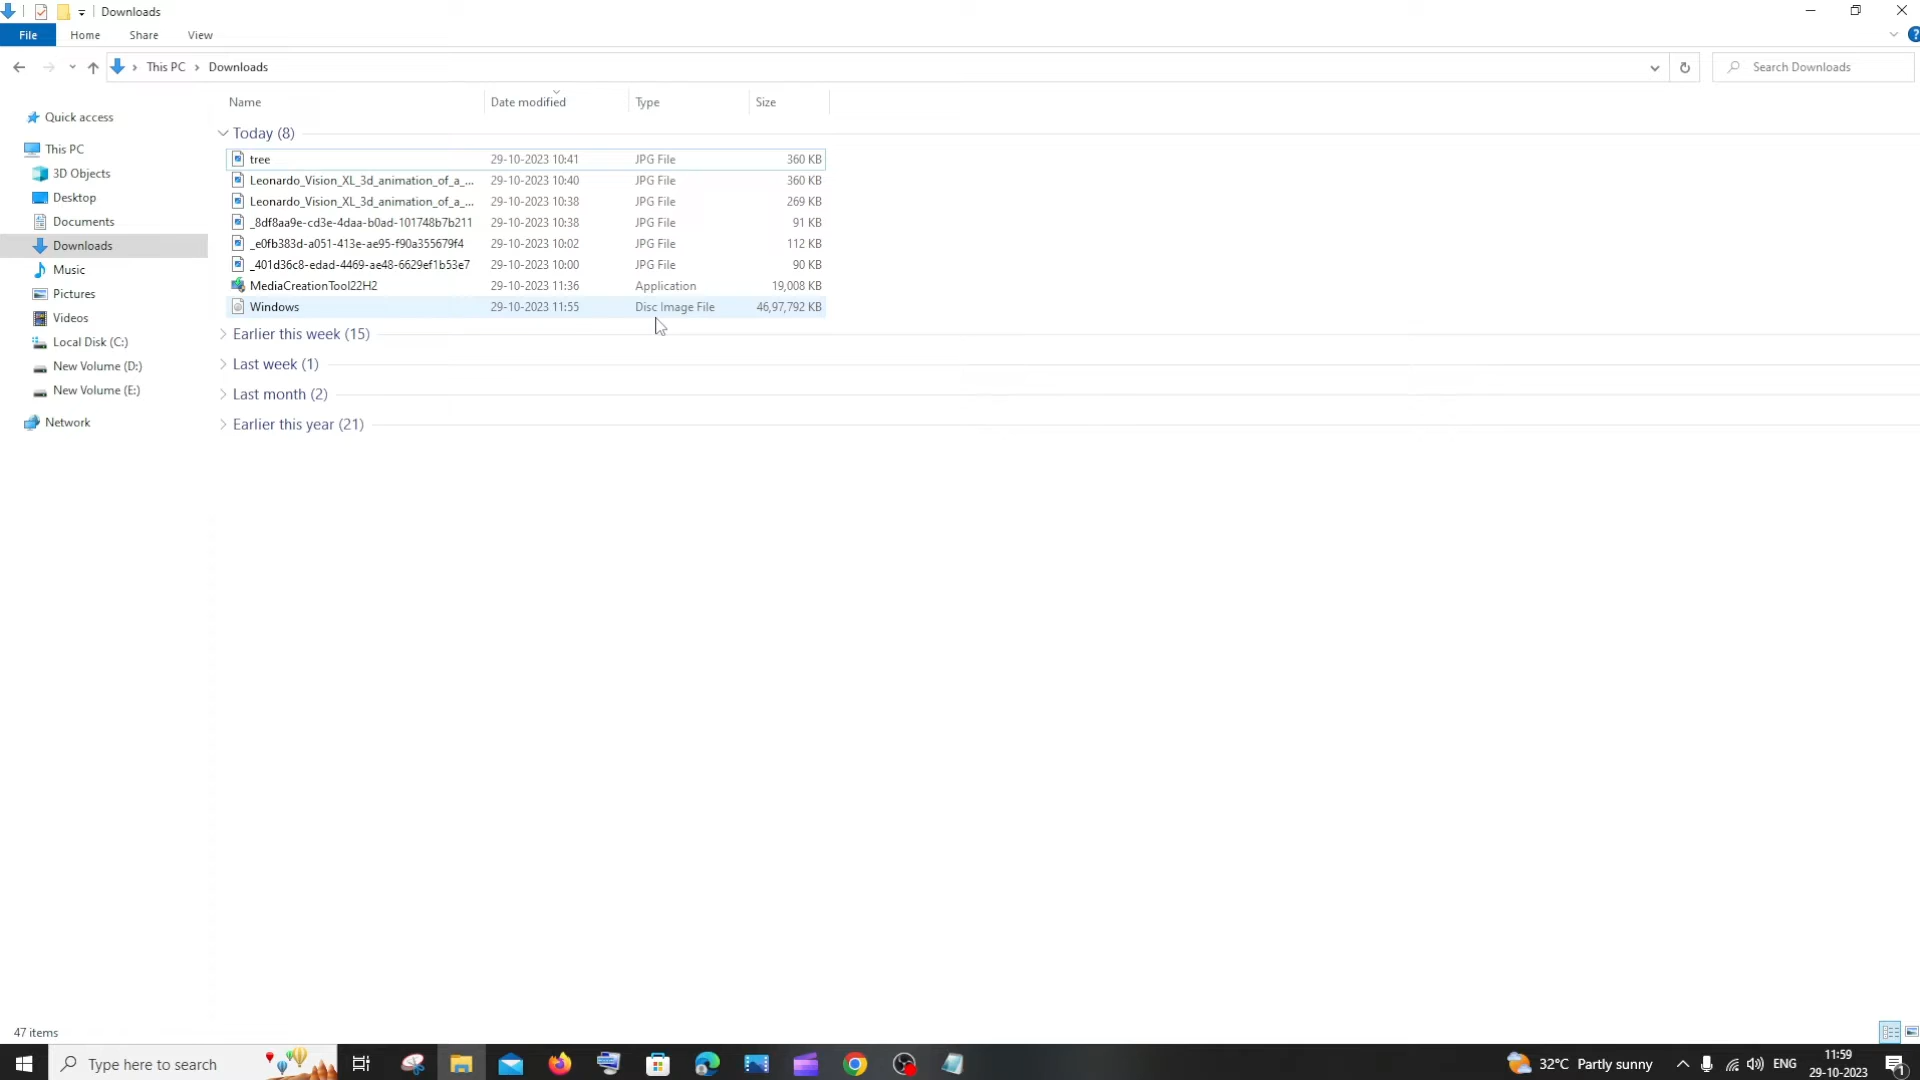 Downloads
File Home Share View
This PC Downloads Search Downloads
Name Date modified Type Size
Quick access
This PC
3D Objects
Desktop
Documents
Downloads
Music
Pictures
Videos
Local Disk (C:)
New Volume (D:)
New Volume (E:)
Network
Today (8)
tree 29-10-2023 10:41 JPG File 360 KB
Leonardo_Vision_XL_3d_animation_of_a_... 29-10-2023 10:40 JPG File 360 KB
Leonardo_Vision_XL_3d_animation_of_a_... 29-10-2023 10:38 JPG File 269 KB
_8df8aa9e-cd3e-4daa-b0ad-101748b7b211 29-10-2023 10:38 JPG File 91 KB
_e0fb383d-a051-413e-ae95-f90a355679f4 29-10-2023 10:02 JPG File 112 KB
_401d36c8-edad-4469-ae48-6629ef1b53e7 29-10-2023 10:00 JPG File 90 KB
MediaCreationTool22H2 29-10-2023 11:36 Application 19,008 KB
Windows 29-10-2023 11:55 Disc Image File 46,97,792 KB
Earlier this week (15)
Last week (1)
Last month (2)
Earlier this year (21)
47 items
Type here to search 32°C Partly sunny ENG 11:59
29-10-2023 1